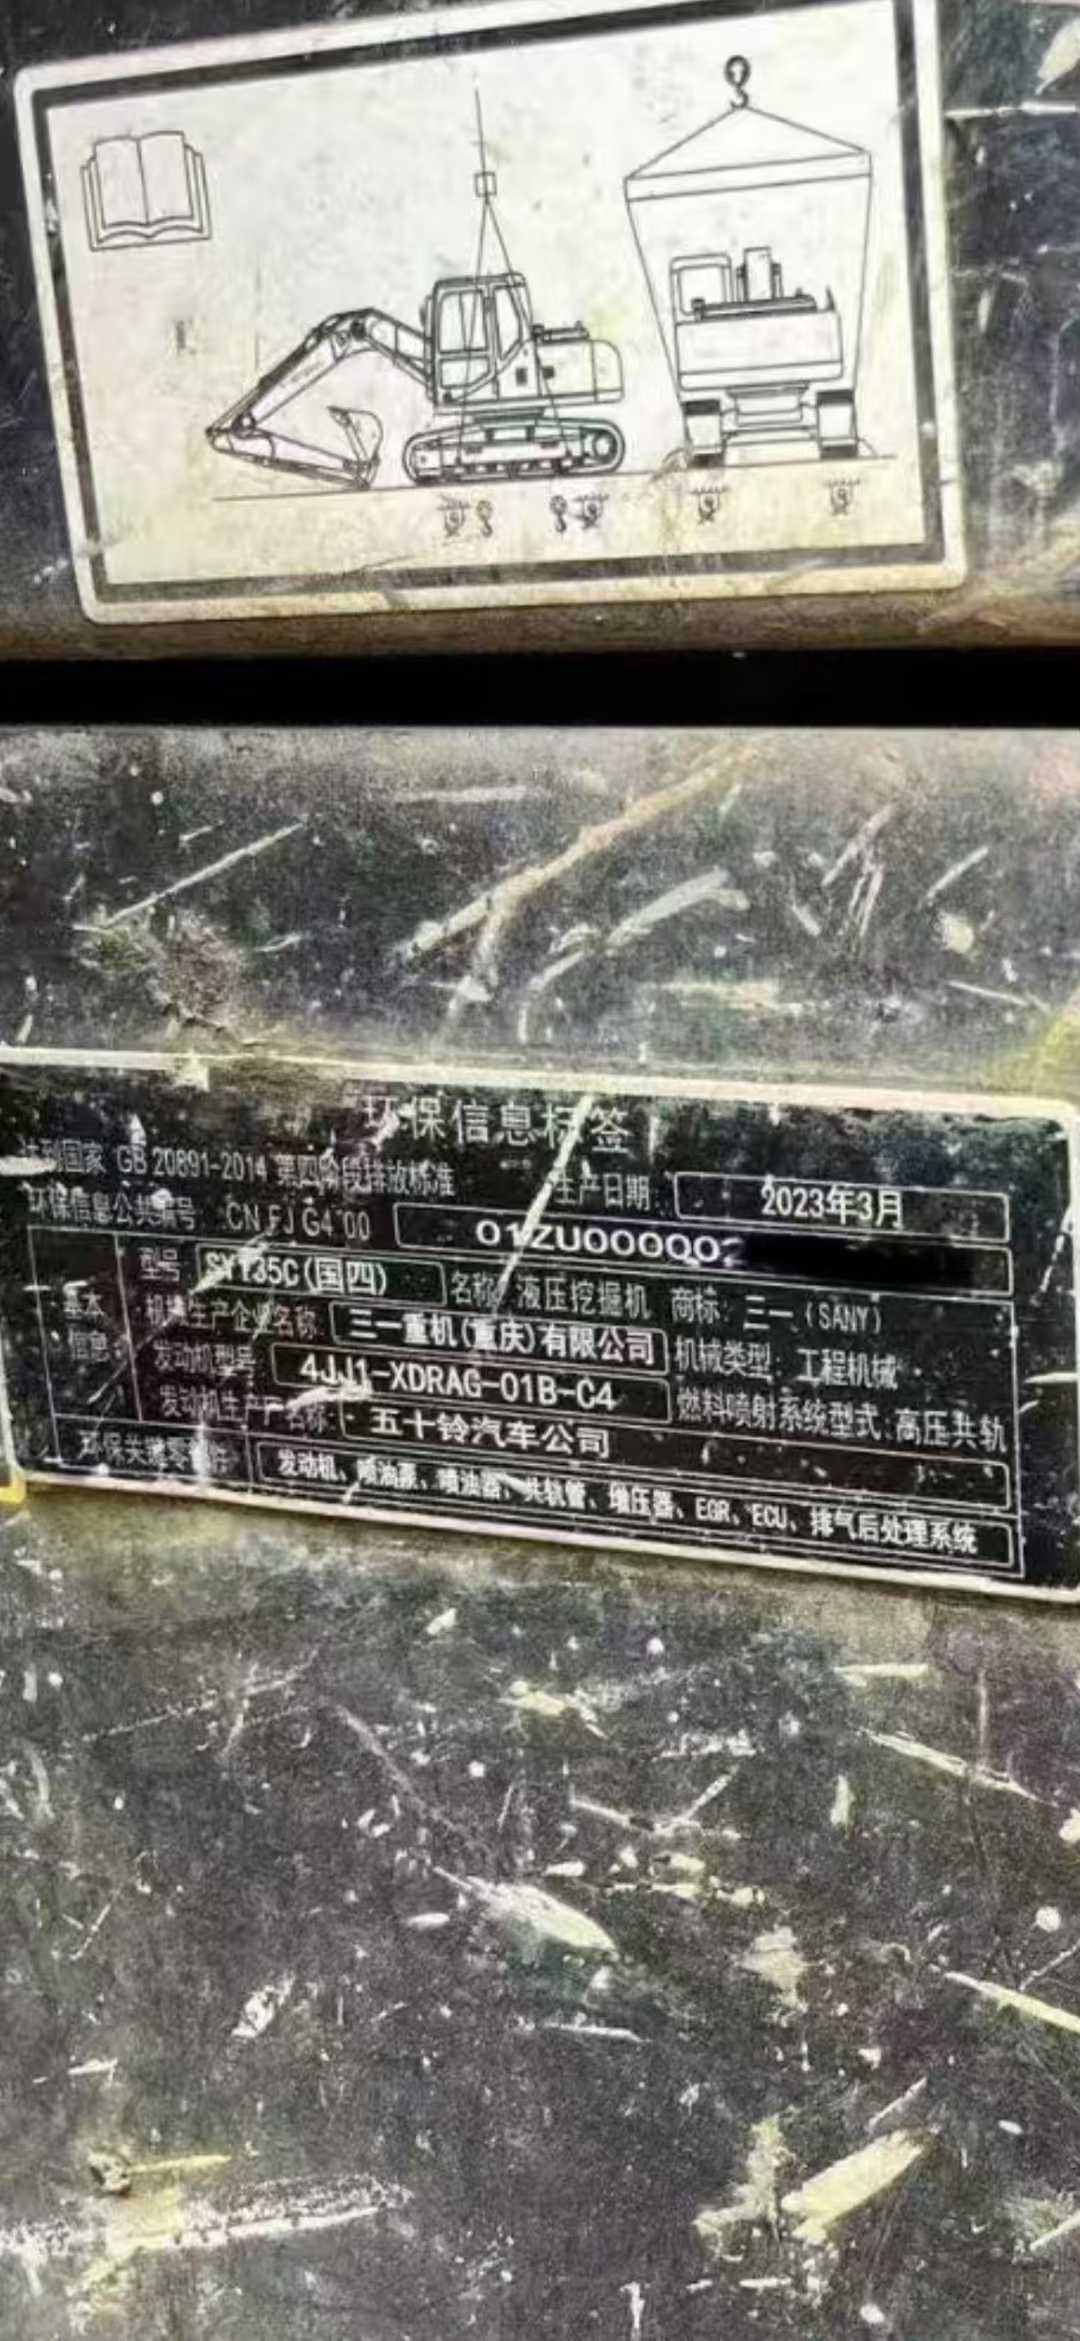 环保信息标签
达到国家 GB 20891-2014 第四阶段排放标准 生产日期: 2023年3月
环保信息公共编号 CN FJ G4 00 01ZU000002
型号 SY135C(国四) 名称: 液压挖掘机 商标: 三一(SANY)
基本信息 机械生产企业名称: 三一重机(重庆)有限公司 机械类型: 工程机械
发动机型号 4JJ1-XDRAG-01B-C4 燃料喷射系统型式: 高压共轨
发动机生产厂名称: 五十铃汽车公司
环保关键零部件 发动机、喷油泵、喷油器、共轨管、增压器、EGR、ECU、排气后处理系统